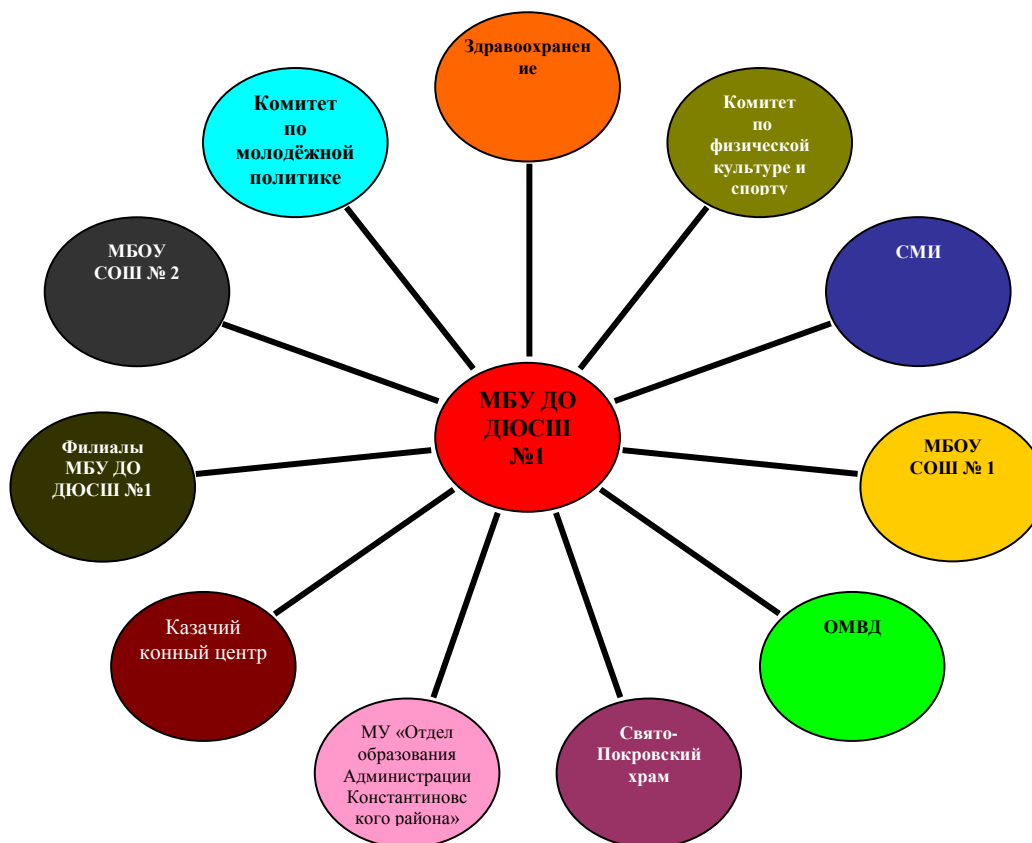 Здравоохранен
ие
Комитет
по
молодёжной
политике
Комитет
по
физической
культуре и
спорту
МБОУ
СОШ № 2
СМИ
МБУ ДО
ДЮСШ
№1
Филиалы
МБУ ДО
ДЮСШ №1
МБОУ
СОШ № 1
Казачий
конный центр
ОМВД
МУ «Отдел
образования
Администрации
Константиновс
кого района»
Свято-
Покровский
храм